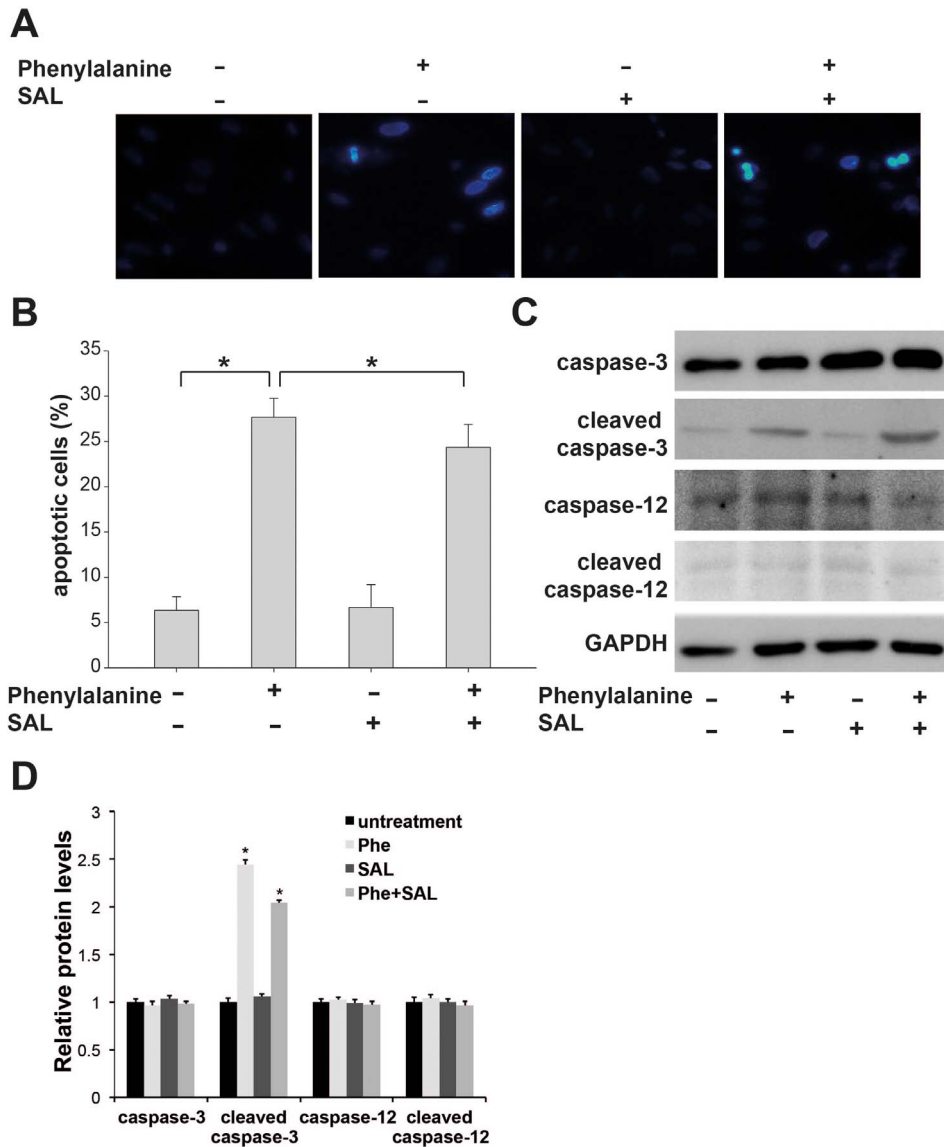 A
Phenylalanine – + – +
SAL – – + +
B
apoptotic cells (%)
35
30
25
20
15
10
5
0
* *
Phenylalanine – + – +
SAL – – + +
C
caspase-3
cleaved
caspase-3
caspase-12
cleaved
caspase-12
GAPDH
Phenylalanine – + – +
SAL – – + +
D
Relative protein levels
3
2.5
2
1.5
1
0.5
0
* *
untreatment
Phe
SAL
Phe+SAL
caspase-3 cleaved caspase-12 cleaved
caspase-3 caspase-12